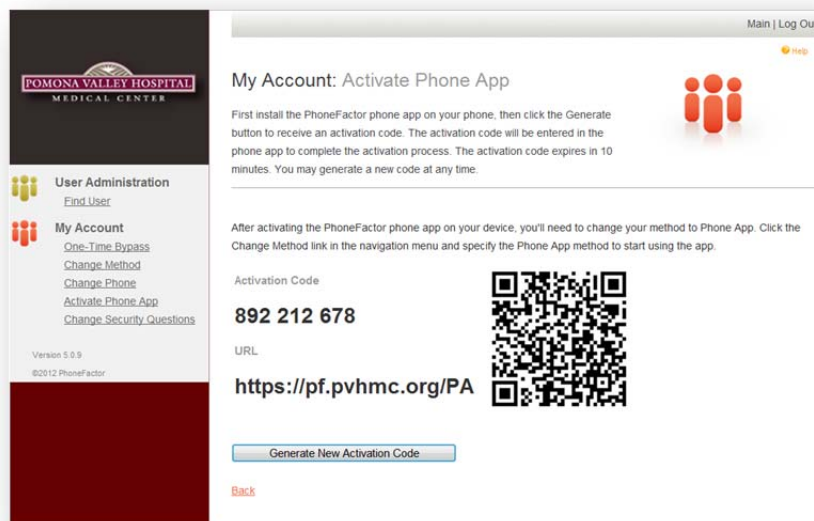 Main | Log Ou
Help
POMONA VALLEY HOSPITAL
MEDICAL CENTER
User Administration
Find User
My Account
One-Time Bypass
Change Method
Change Phone
Activate Phone App
Change Security Questions
Version 5.0.9
©2012 PhoneFactor
My Account: Activate Phone App
First install the PhoneFactor phone app on your phone, then click the Generate
button to receive an activation code. The activation code will be entered in the
phone app to complete the activation process. The activation code expires in 10
minutes. You may generate a new code at any time.
After activating the PhoneFactor phone app on your device, you'll need to change your method to Phone App. Click the
Change Method link in the navigation menu and specify the Phone App method to start using the app.
Activation Code
892 212 678
URL
https://pf.pvhmc.org/PA
Generate New Activation Code
Back